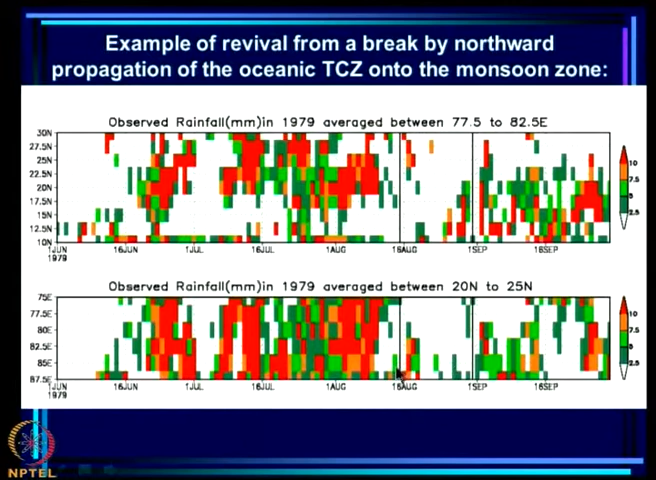 Example of revival from a break by northward
propagation of the oceanic TCZ onto the monsoon zone:
Observed Rainfall(mm)in 1979 averaged between 77.5 to 82.5E
30N
27.5N
25N
22.5N
20N
17.5N
15N
12.5N
10N
10
7.5
5
2.5
1JUN 16JUN 1JUL 16JUL 1AUG 16AUG 1SEP 16SEP
1979
Observed Rainfall(mm)in 1979 averaged between 20N to 25N
75E
77.5E
80E
82.5E
85E
87.5E
10
7.5
5
2.5
1JUN 16JUN 1JUL 16JUL 1AUG 16AUG 1SEP 16SEP
1979
NPTEL